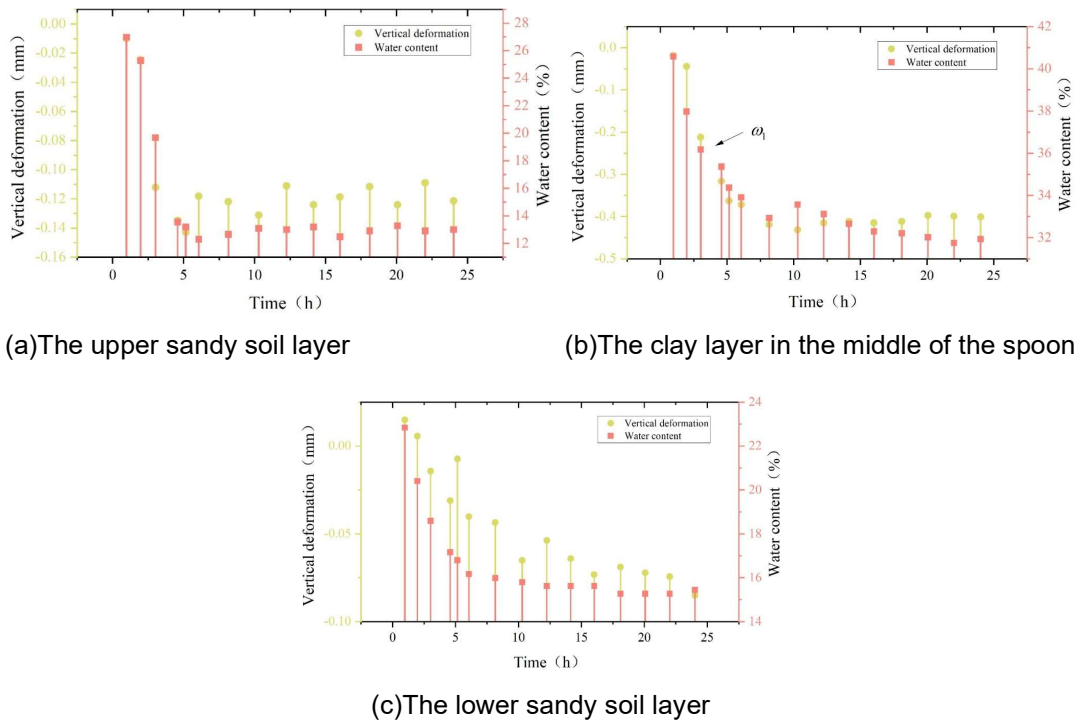 0.00
-0.02
-0.04
-0.06
-0.08
-0.10
-0.12
-0.14
-0.16
Vertical deformation（mm）
28
26
24
22
20
18
16
14
12
Water content（%）
Vertical deformation
Water content
0 5 10 15 20 25
Time（h）
(a)The upper sandy soil layer
0.0
-0.1
-0.2
-0.3
-0.4
-0.5
Vertical deformation（mm）
42
40
38
36
34
32
Water content（%）
Vertical deformation
Water content
ω₁
0 5 10 15 20 25
Time（h）
(b)The clay layer in the middle of the spoon
0.00
-0.05
-0.10
Vertical deformation（mm）
24
22
20
18
16
14
Water content（%）
Vertical deformation
Water content
0 5 10 15 20 25
Time（h）
(c)The lower sandy soil layer